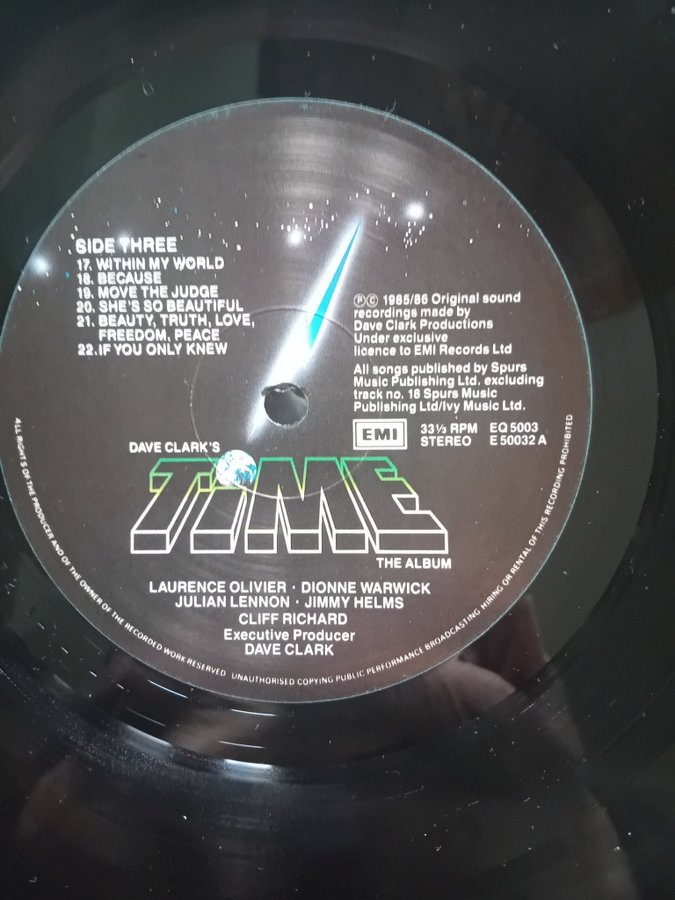 SIDE THREE
17. WITHIN MY WORLD
18. BECAUSE
19. MOVE THE JUDGE
20. SHE'S SO BEAUTIFUL
21. BEAUTY, TRUTH, LOVE,
FREEDOM, PEACE
22. IF YOU ONLY KNEW
Ⓟ© 1985/86 Original sound
recordings made by
Dave Clark Productions
Under exclusive
licence to EMI Records Ltd
All songs published by Spurs
Music Publishing Ltd. excluding
track no. 18 Spurs Music
Publishing Ltd/Ivy Music Ltd.
EMI
33⅓ RPM EQ 5003
STEREO E 50032 A
DAVE CLARK'S
TiME
THE ALBUM
LAURENCE OLIVIER · DIONNE WARWICK
JULIAN LENNON · JIMMY HELMS
CLIFF RICHARD
Executive Producer
DAVE CLARK
ALL RIGHTS OF THE PRODUCER AND OF THE OWNER OF THE RECORDED WORK RESERVED UNAUTHORISED COPYING PUBLIC PERFORMANCE BROADCASTING HIRING OR RENTAL OF THIS RECORDING PROHIBITED